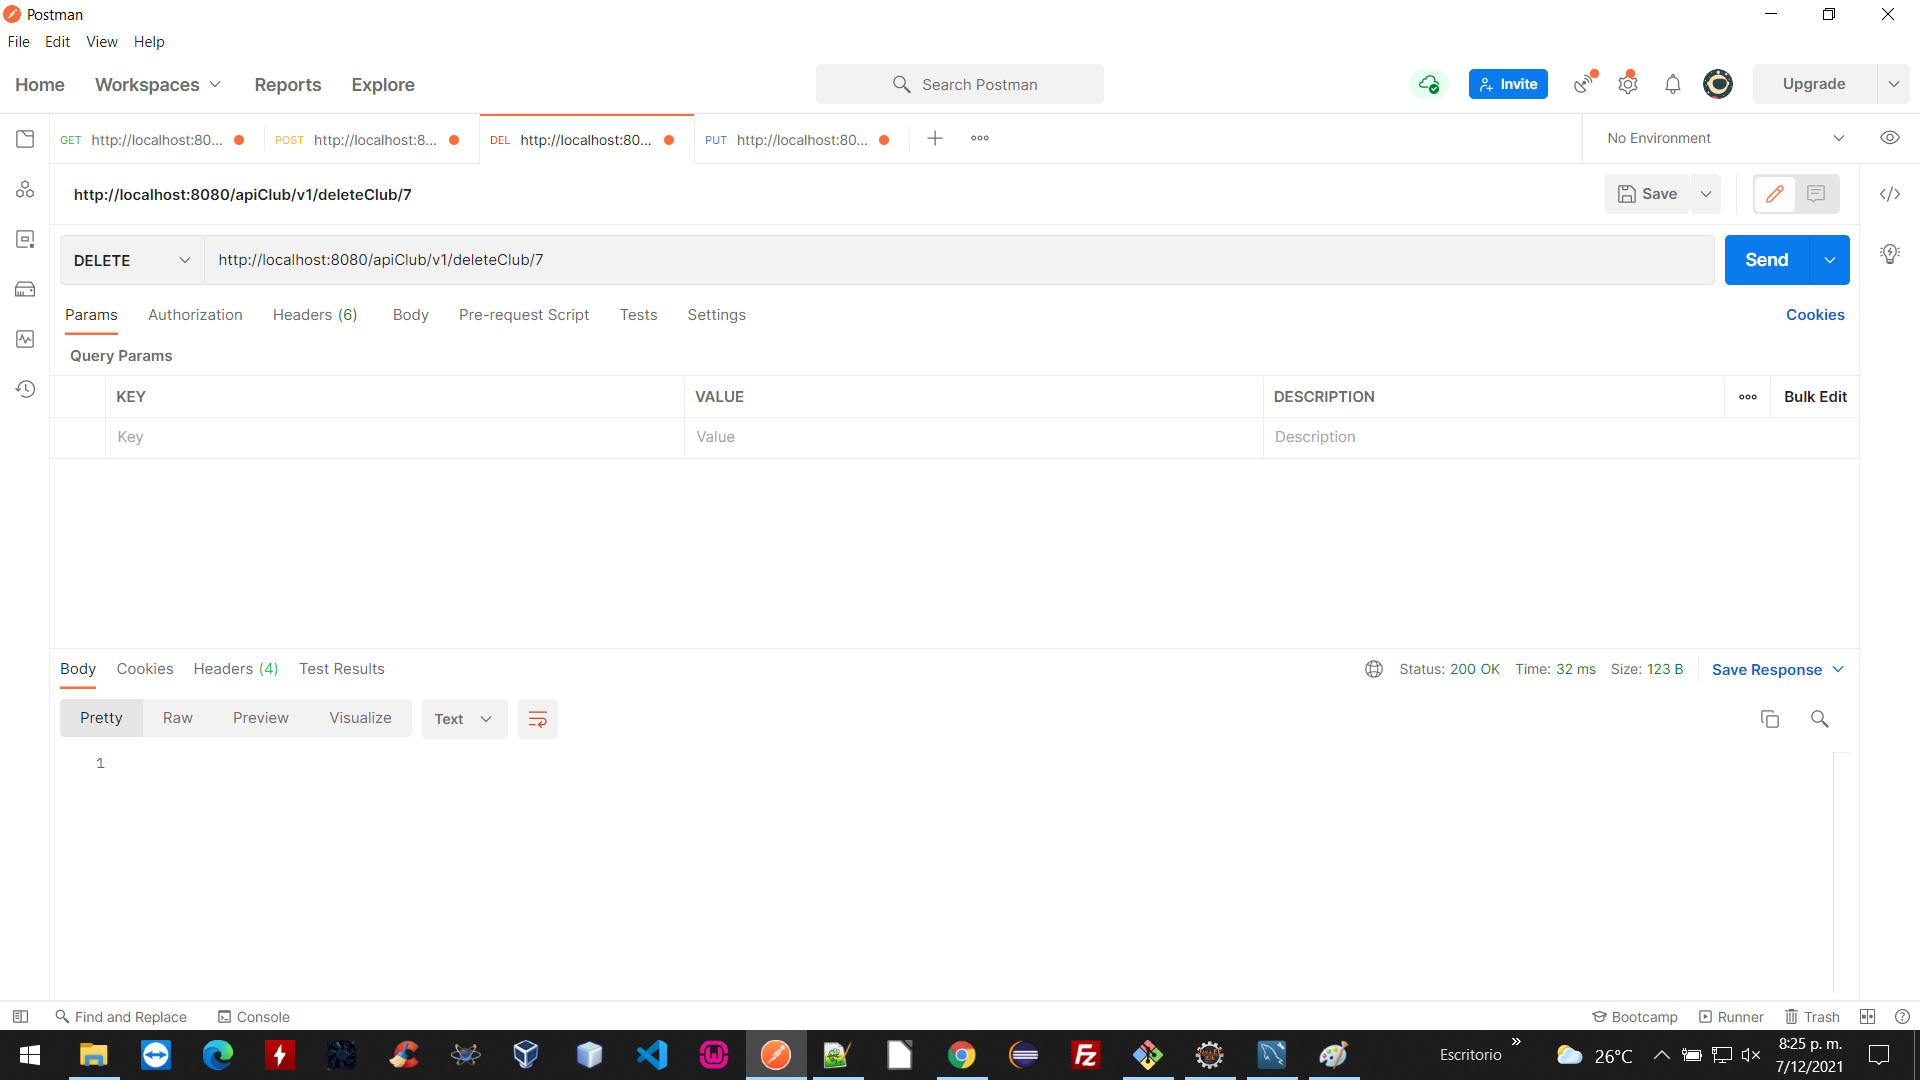 Postman
File Edit View Help
Home Workspaces Reports Explore Search Postman Invite Upgrade
GET http://localhost:80... POST http://localhost:8... DEL http://localhost:80... PUT http://localhost:80... No Environment
http://localhost:8080/apiClub/v1/deleteClub/7 Save
DELETE http://localhost:8080/apiClub/v1/deleteClub/7 Send
Params Authorization Headers (6) Body Pre-request Script Tests Settings Cookies
Query Params
KEY VALUE DESCRIPTION Bulk Edit
Key Value Description
Body Cookies Headers (4) Test Results Status: 200 OK Time: 32 ms Size: 123 B Save Response
Pretty Raw Preview Visualize Text
1
Find and Replace Console Bootcamp Runner Trash
Escritorio 26°C 8:25 p. m.
7/12/2021